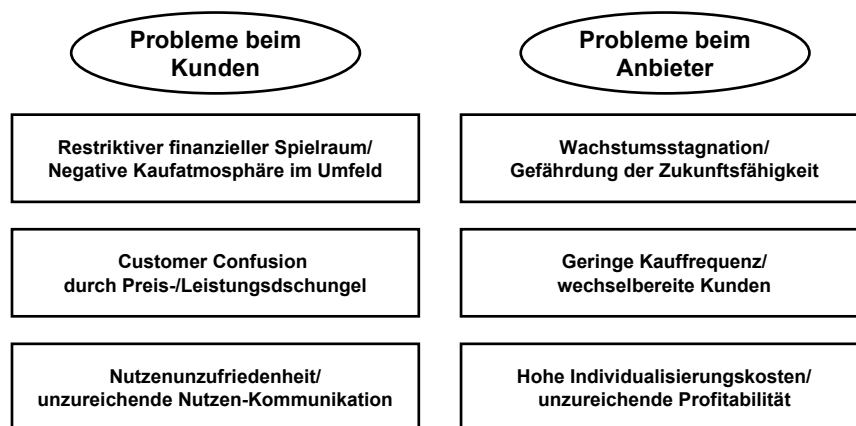 Probleme beim
Kunden
Probleme beim
Anbieter
Restriktiver finanzieller Spielraum/
Negative Kaufatmosphäre im Umfeld
Wachstumsstagnation/
Gefährdung der Zukunftsfähigkeit
Customer Confusion
durch Preis-/Leistungsdschungel
Geringe Kauffrequenz/
wechselbereite Kunden
Nutzenunzufriedenheit/
unzureichende Nutzen-Kommunikation
Hohe Individualisierungskosten/
unzureichende Profitabilität